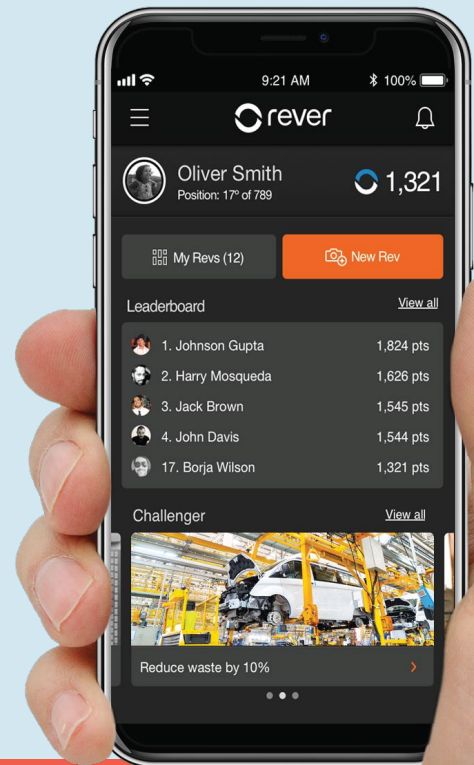 9:21 AM
100%
rever
Oliver Smith
Position: 17º of 789
1,321
My Revs (12)
New Rev
Leaderboard
View all
1. Johnson Gupta 1,824 pts
2. Harry Mosqueda 1,626 pts
3. Jack Brown 1,545 pts
4. John Davis 1,544 pts
17. Borja Wilson 1,321 pts
Challenger
View all
Reduce waste by 10%